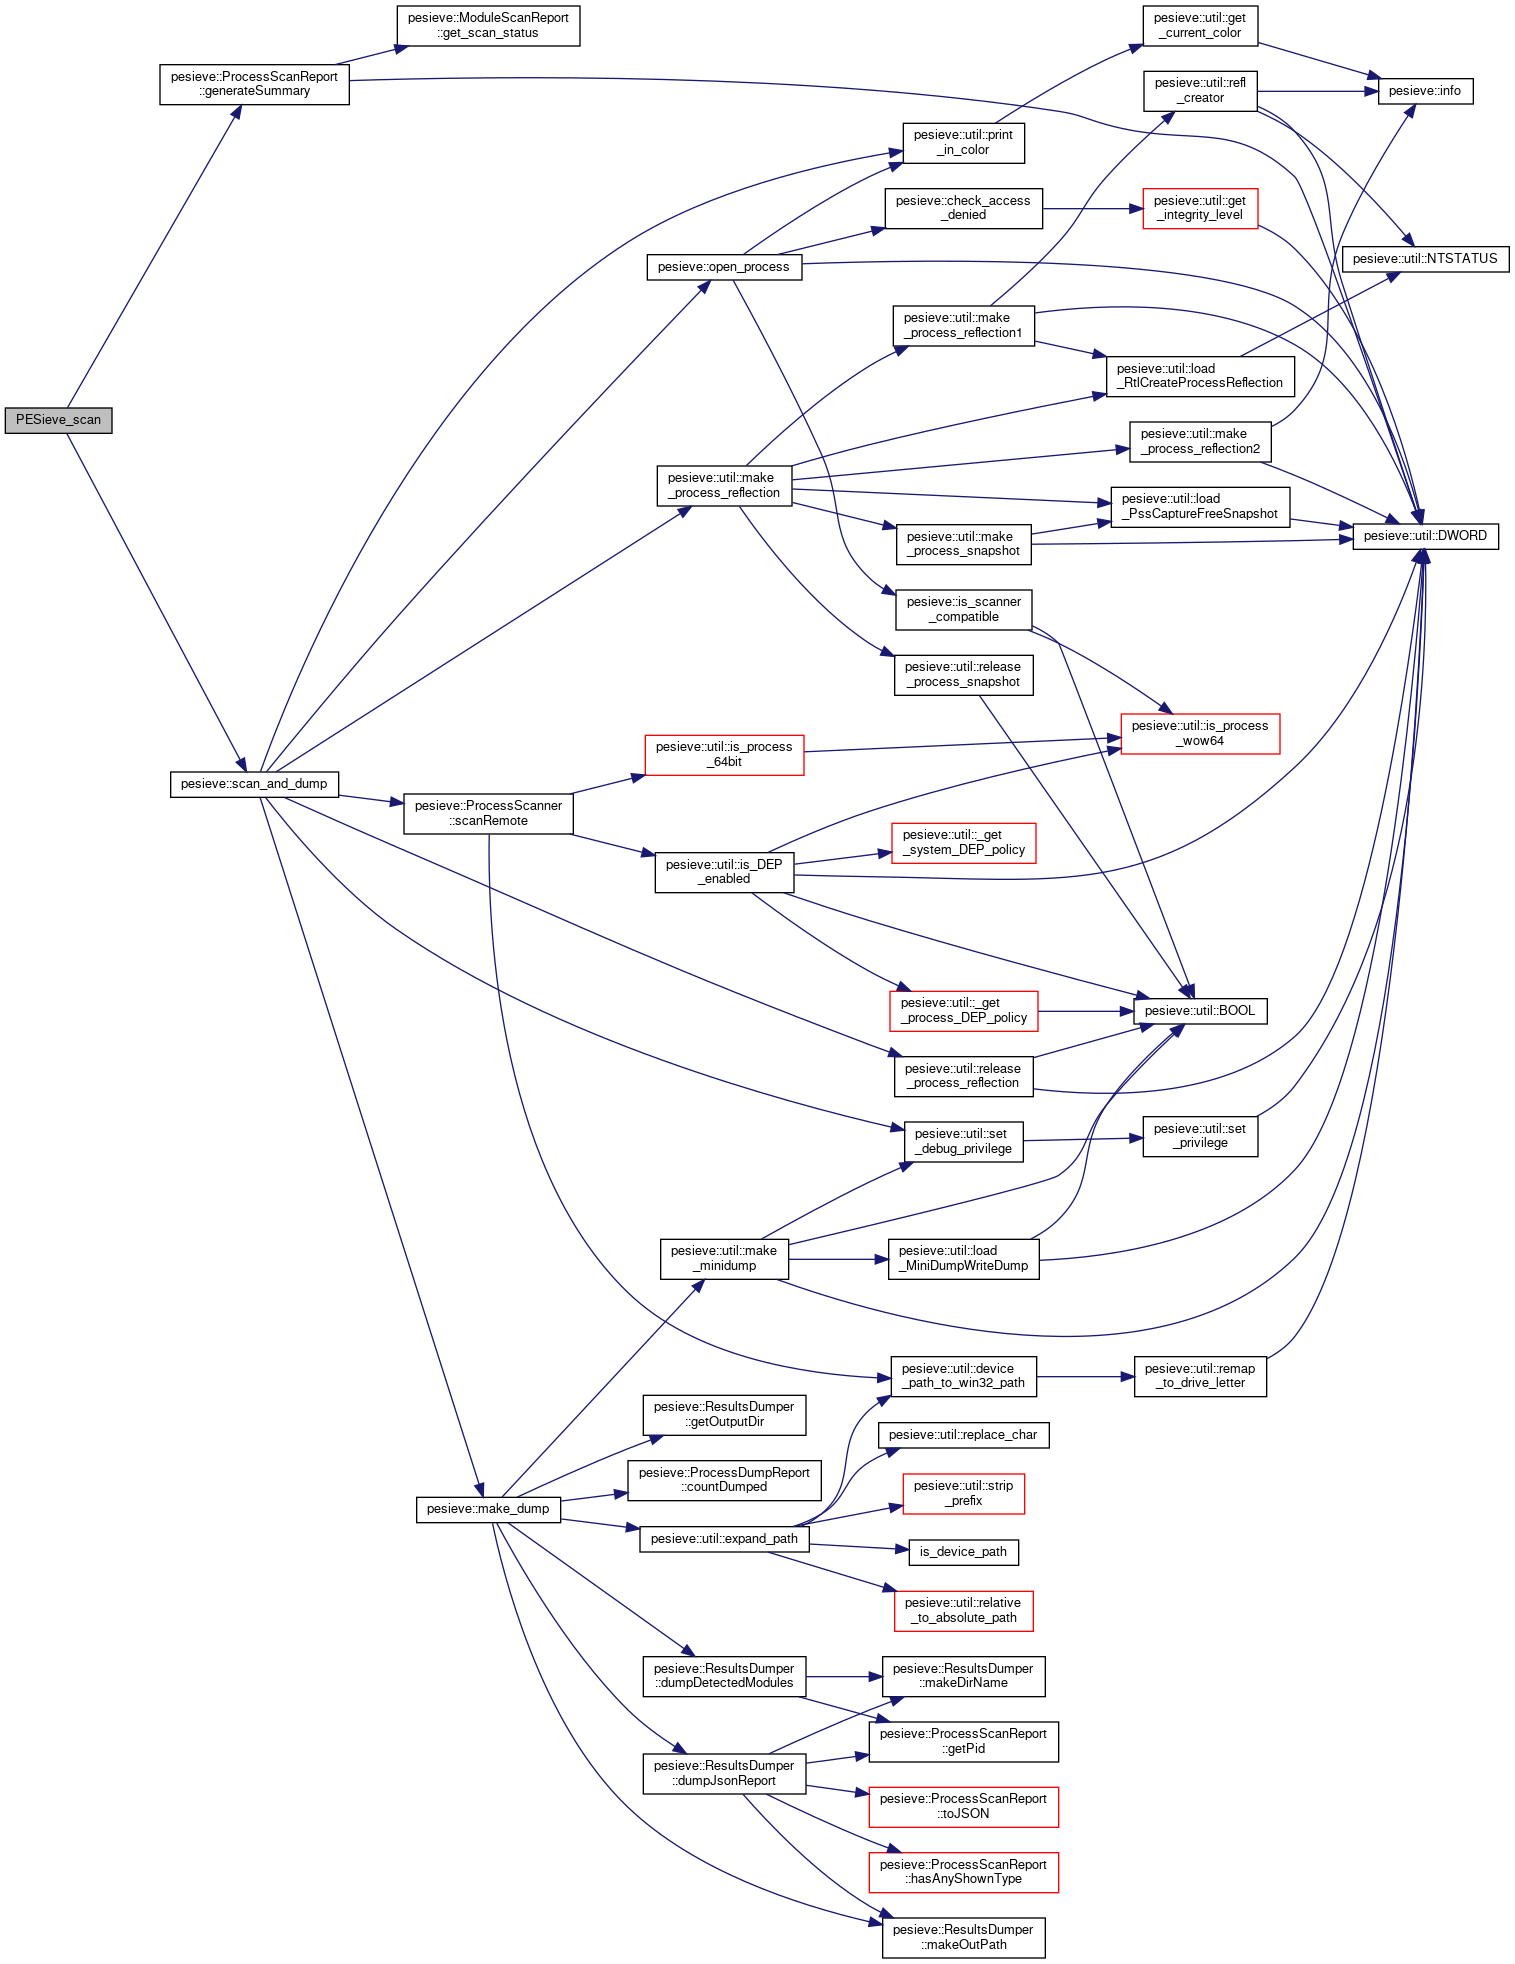 PESieve_scan
pesieve::ProcessScanReport
::generateSummary
pesieve::ModuleScanReport
::get_scan_status
pesieve::scan_and_dump
pesieve::ProcessScanner
::scanRemote
pesieve::make_dump
pesieve::open_process
pesieve::util::make
_process_reflection
pesieve::util::is_process
_64bit
pesieve::util::is_DEP
_enabled
pesieve::util::make
_minidump
pesieve::ResultsDumper
::getOutputDir
pesieve::ProcessDumpReport
::countDumped
pesieve::util::expand_path
pesieve::ResultsDumper
::dumpDetectedModules
pesieve::ResultsDumper
::dumpJsonReport
pesieve::util::print
_in_color
pesieve::check_access
_denied
pesieve::util::make
_process_reflection1
pesieve::util::make
_process_snapshot
pesieve::is_scanner
_compatible
pesieve::util::release
_process_snapshot
pesieve::util::_get
_system_DEP_policy
pesieve::util::_get
_process_DEP_policy
pesieve::util::release
_process_reflection
pesieve::util::set
_debug_privilege
pesieve::util::load
_MiniDumpWriteDump
pesieve::util::device
_path_to_win32_path
pesieve::util::replace_char
pesieve::util::strip
_prefix
is_device_path
pesieve::util::relative
_to_absolute_path
pesieve::ResultsDumper
::makeDirName
pesieve::ProcessScanReport
::getPid
pesieve::ProcessScanReport
::toJSON
pesieve::ProcessScanReport
::hasAnyShownType
pesieve::ResultsDumper
::makeOutPath
pesieve::util::get
_current_color
pesieve::util::refl
_creator
pesieve::util::get
_integrity_level
pesieve::util::load
_RtlCreateProcessReflection
pesieve::util::make
_process_reflection2
pesieve::util::load
_PssCaptureFreeSnapshot
pesieve::util::is_process
_wow64
pesieve::util::BOOL
pesieve::util::set
_privilege
pesieve::util::remap
_to_drive_letter
pesieve::info
pesieve::util::NTSTATUS
pesieve::util::DWORD